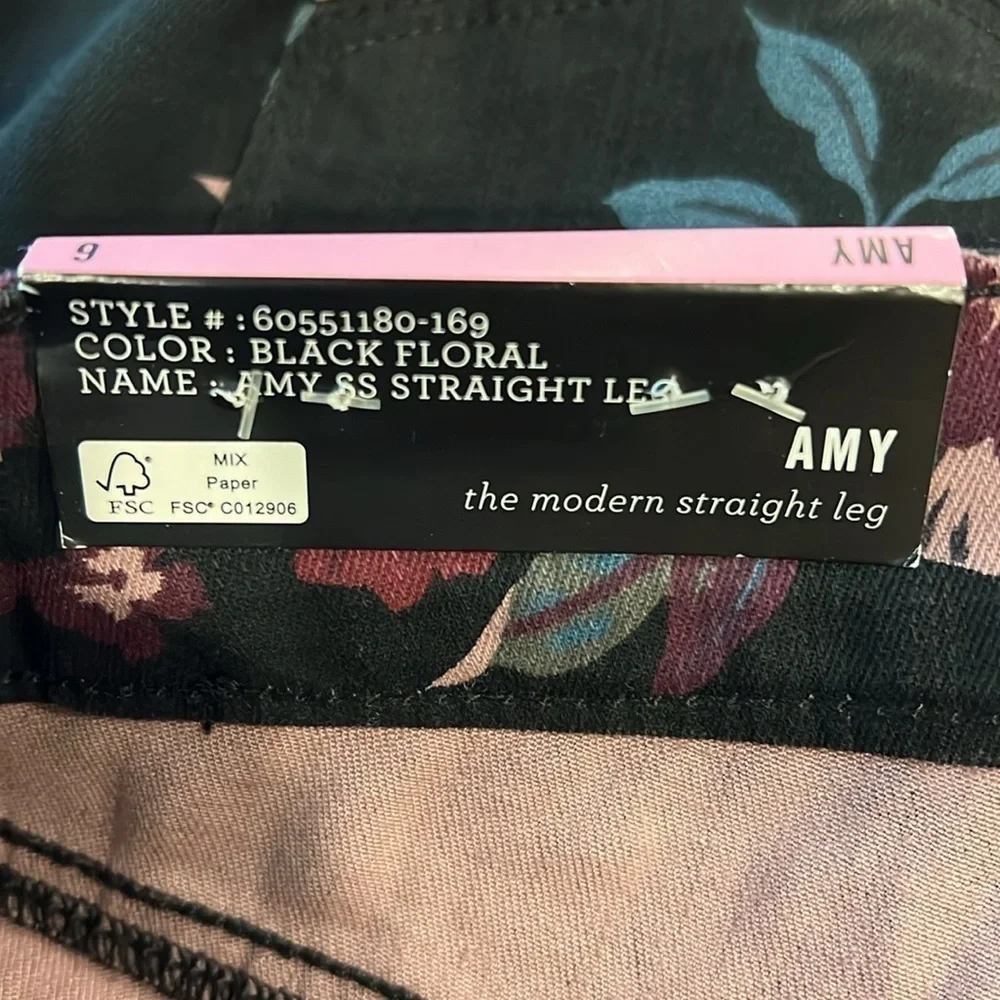 AMY 6
STYLE # : 60551180-169
COLOR : BLACK FLORAL
NAME : AMY SS STRAIGHT LEG
AMY
the modern straight leg
MIX
Paper
FSC® C012906
FSC